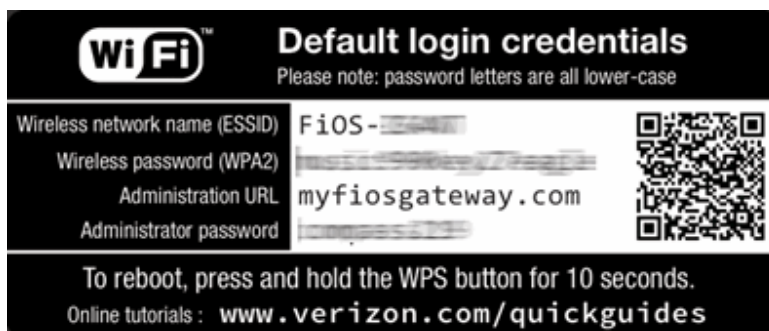 WiFi™ Default login credentials
Please note: password letters are all lower-case
Wireless network name (ESSID) FiOS-
Wireless password (WPA2)
Administration URL myfiosgateway.com
Administrator password
To reboot, press and hold the WPS button for 10 seconds.
Online tutorials : www.verizon.com/quickguides